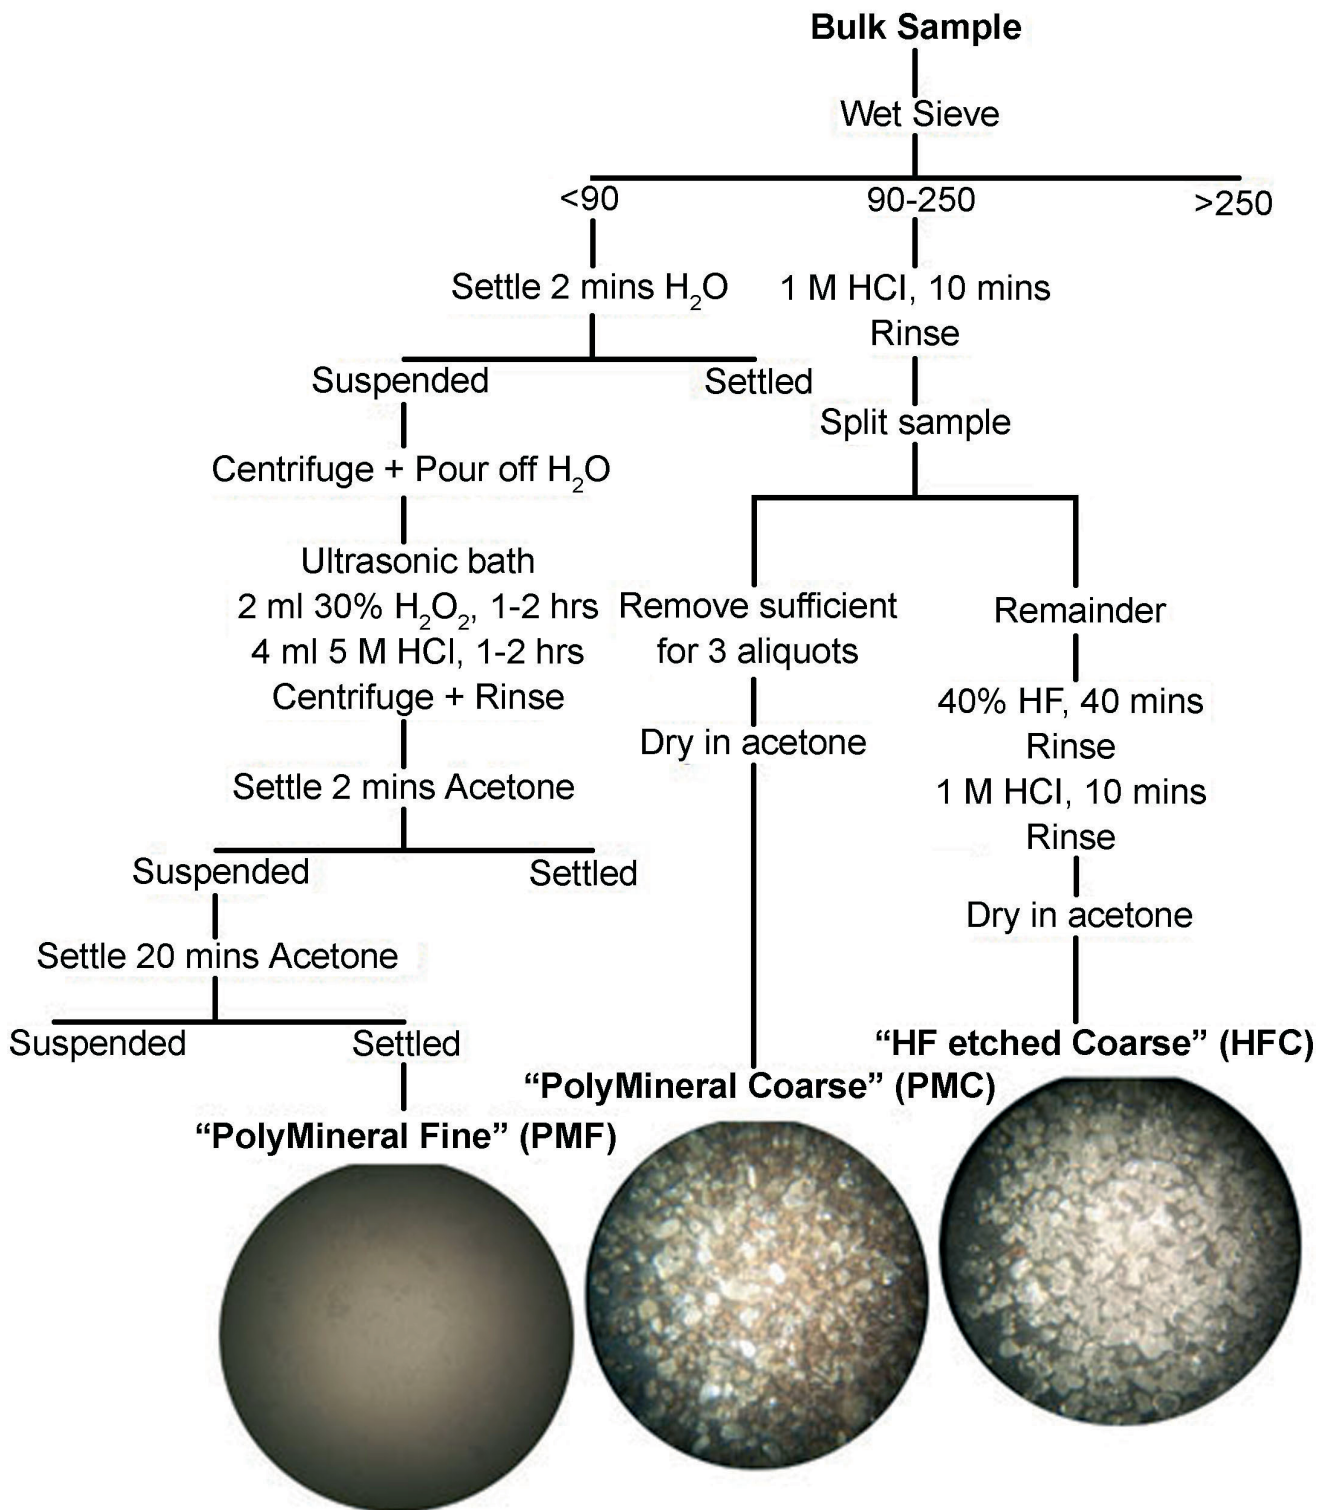 Bulk Sample
Wet Sieve
<90
90-250
>250
Settle 2 mins H₂O
1 M HCl, 10 mins
Rinse
Suspended
Settled
Split sample
Centrifuge + Pour off H₂O
Ultrasonic bath
2 ml 30% H₂O₂, 1-2 hrs
4 ml 5 M HCl, 1-2 hrs
Centrifuge + Rinse
Remove sufficient
for 3 aliquots
Remainder
Dry in acetone
40% HF, 40 mins
Rinse
1 M HCl, 10 mins
Rinse
Settle 2 mins Acetone
Suspended
Settled
Dry in acetone
Settle 20 mins Acetone
Suspended
Settled
“HF etched Coarse” (HFC)
“PolyMineral Coarse” (PMC)
“PolyMineral Fine” (PMF)